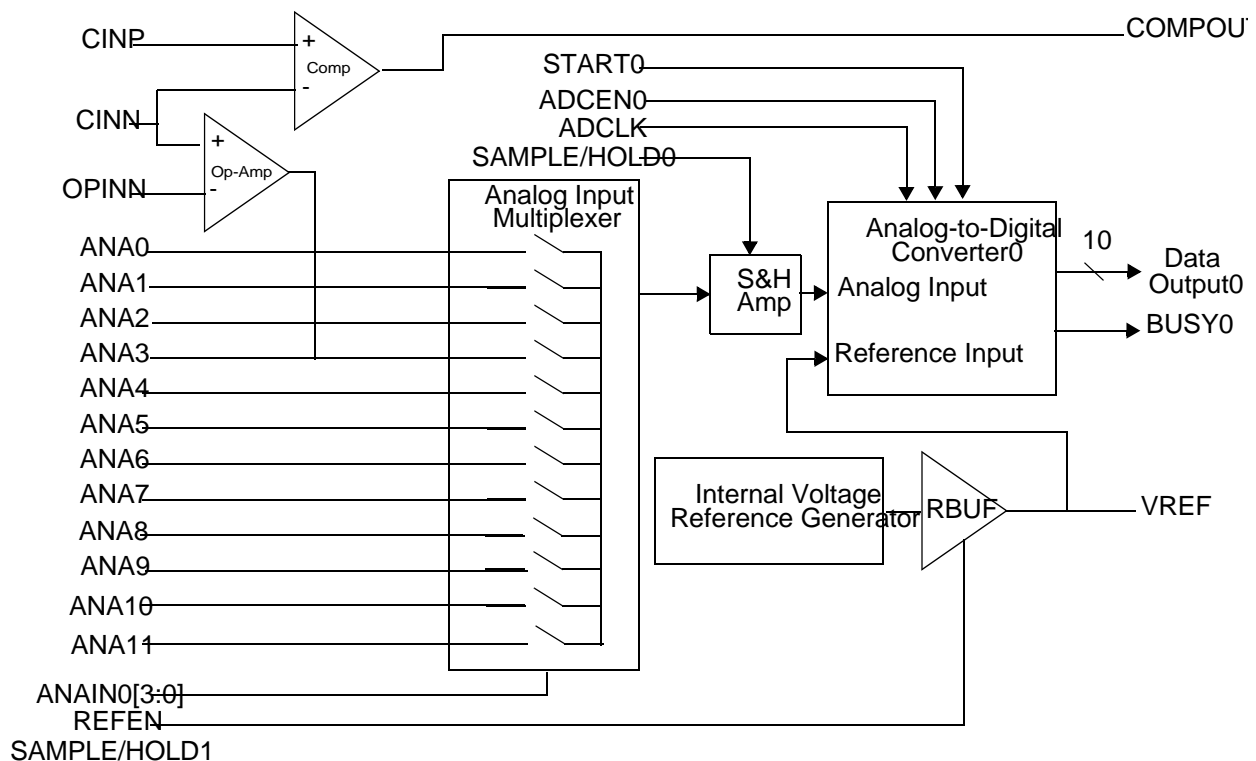 CINP
+
Comp
-
COMPOUT
START0
ADCEN0
ADCLK
SAMPLE/HOLD0
CINN
+
Op-Amp
-
OPINN
Analog Input
Multiplexer
ANA0
ANA1
ANA2
ANA3
ANA4
ANA5
ANA6
ANA7
ANA8
ANA9
ANA10
ANA11
ANAIN0[3:0]
REFEN
SAMPLE/HOLD1
S&H
Amp
Analog-to-Digital
Converter0
Analog Input
Reference Input
10
Data
Output0
BUSY0
Internal Voltage
Reference Generator
RBUF
VREF